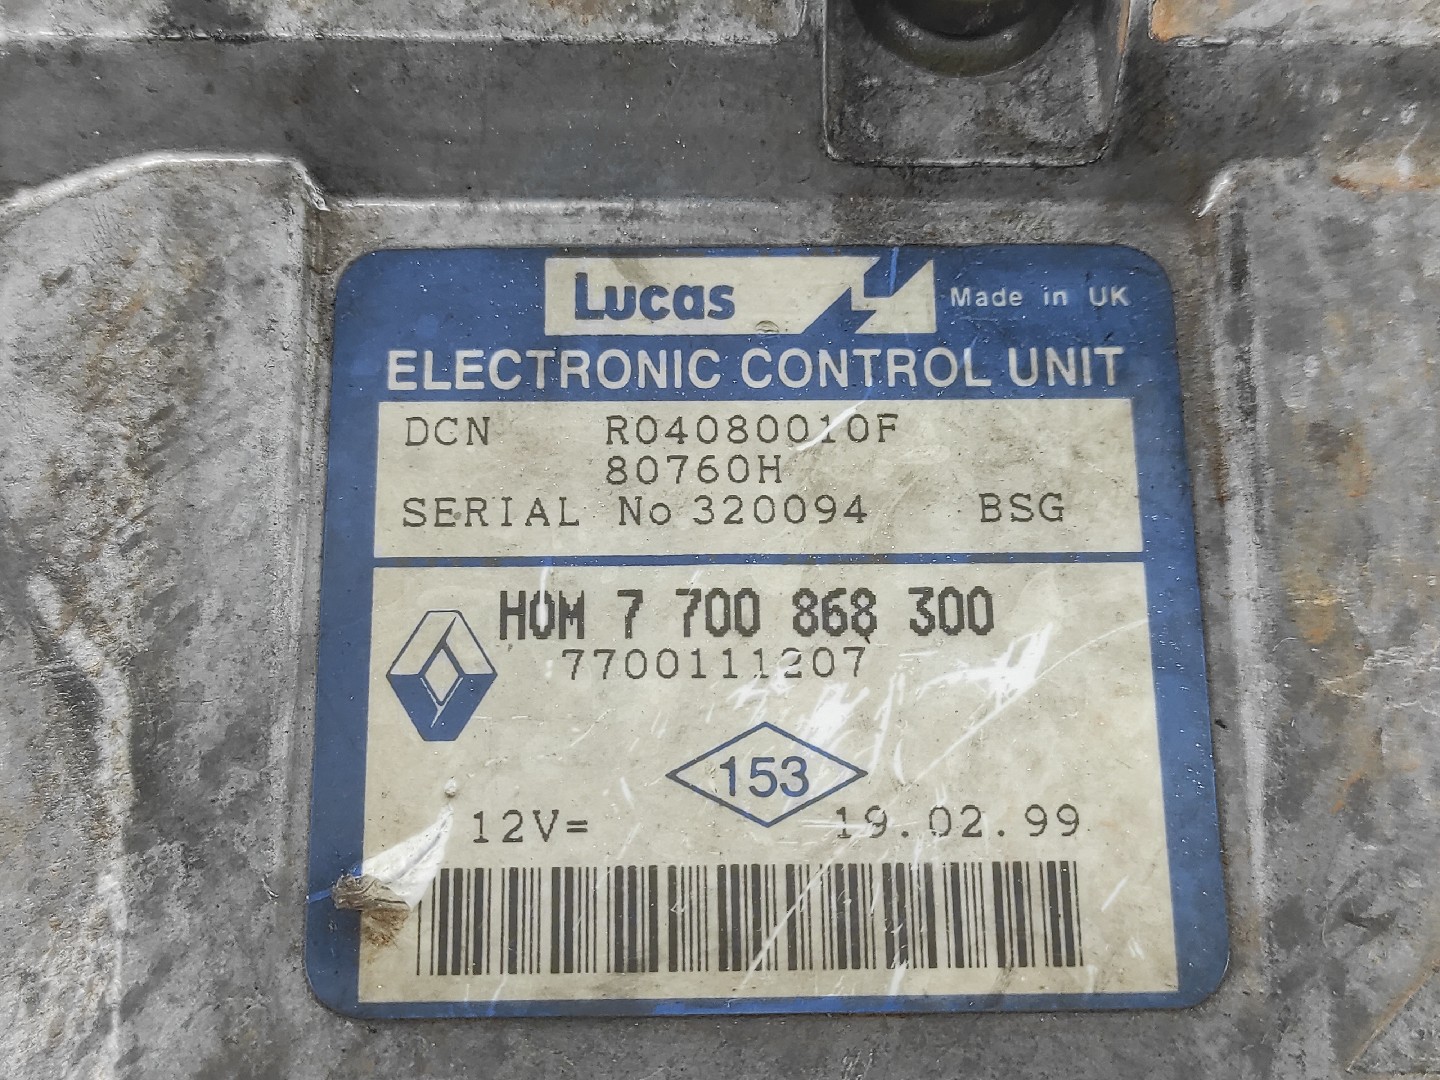 Lucas
Made in UK
ELECTRONIC CONTROL UNIT
DCN R04080010F
80760H
SERIAL No 320094 BSG
HOM 7 700 868 300
7700111207
153
12V= 19.02.99